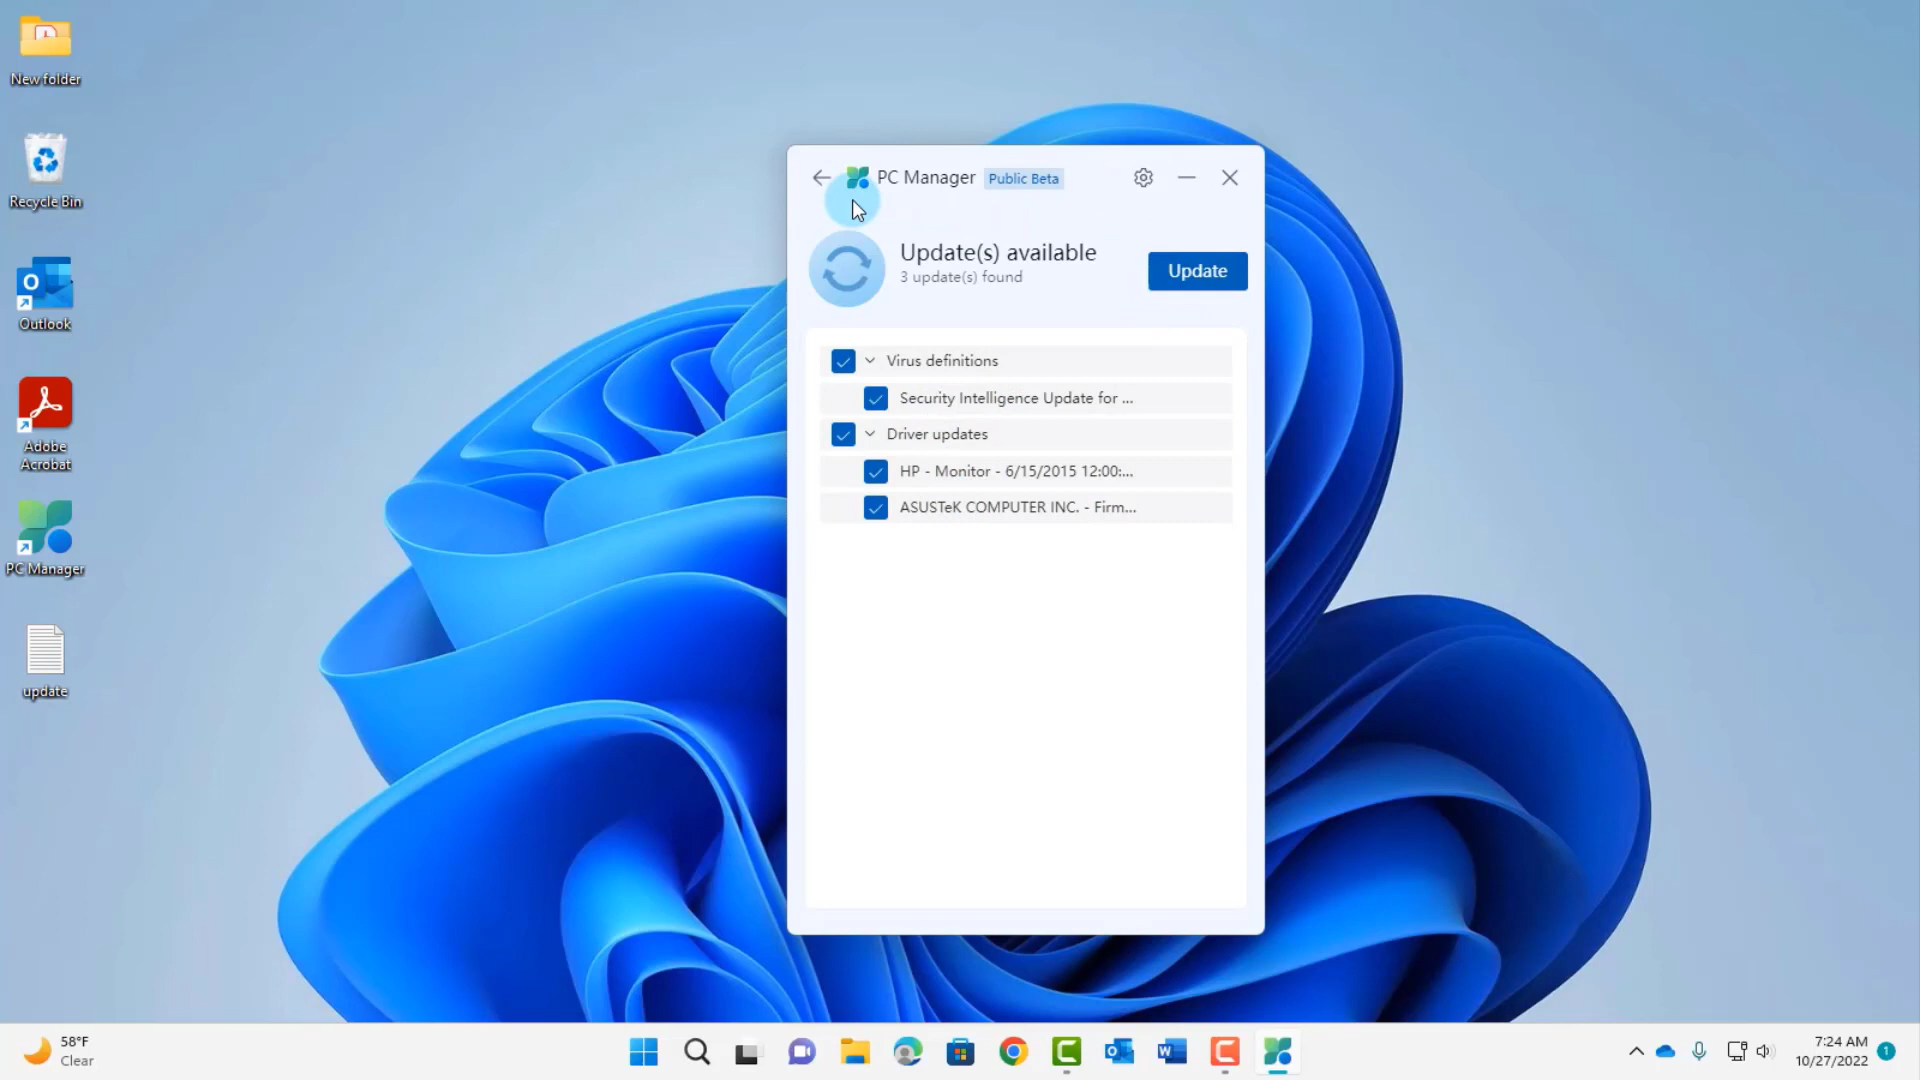 New folder
Recycle Bin
Outlook
Adobe
Acrobat
PC Manager
update
PC Manager Public Beta
Update(s) available
3 update(s) found
Update
Virus definitions
Security Intelligence Update for ...
Driver updates
HP - Monitor - 6/15/2015 12:00:...
ASUSTeK COMPUTER INC. - Firm...
58°F
Clear
7:24 AM
10/27/2022
1